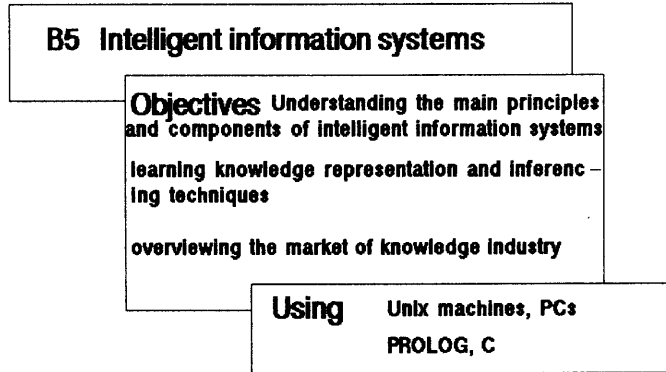 B5 Intelligent information systems
Objectives Understanding the main principles
and components of intelligent information systems
learning knowledge representation and inferenc–
ing techniques
overviewing the market of knowledge industry
Using Unix machines, PCs
PROLOG, C